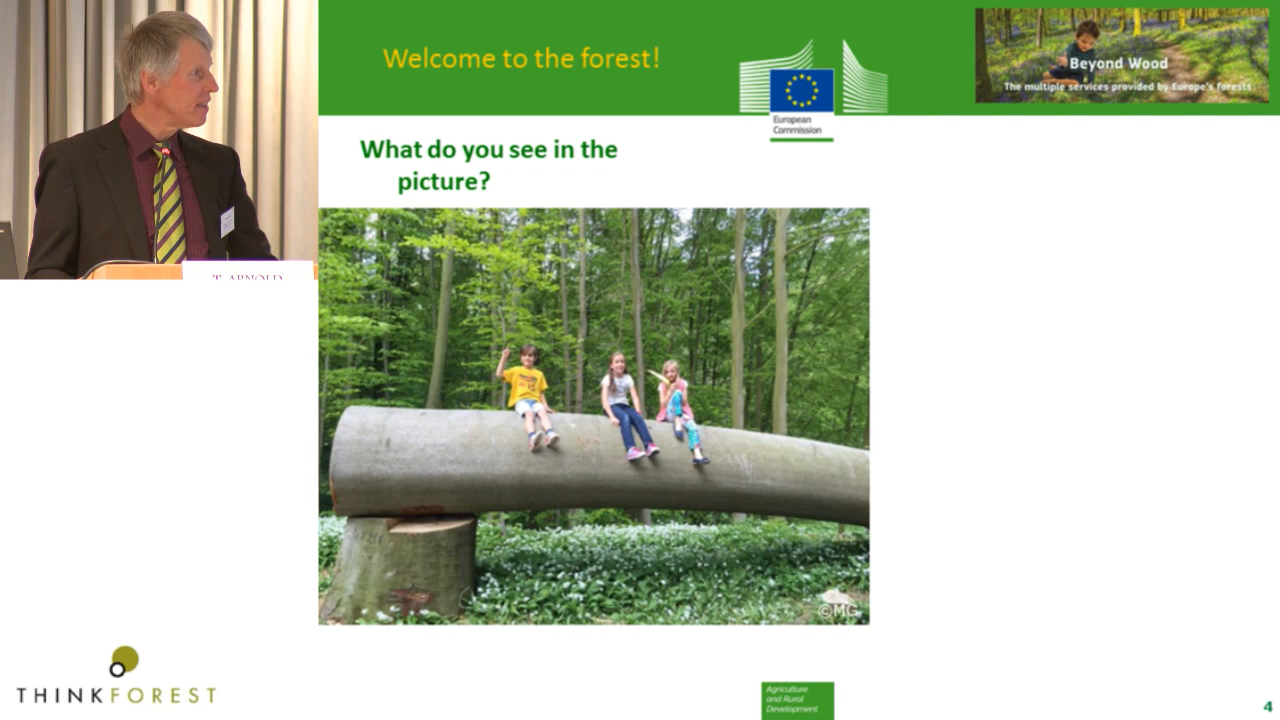 Welcome to the forest!
European
Commission
Beyond Wood
The multiple services provided by Europe's forests
What do you see in the
picture?
T. ARNOLD
©MG
THINKFOREST
Agriculture
and Rural
Development
4